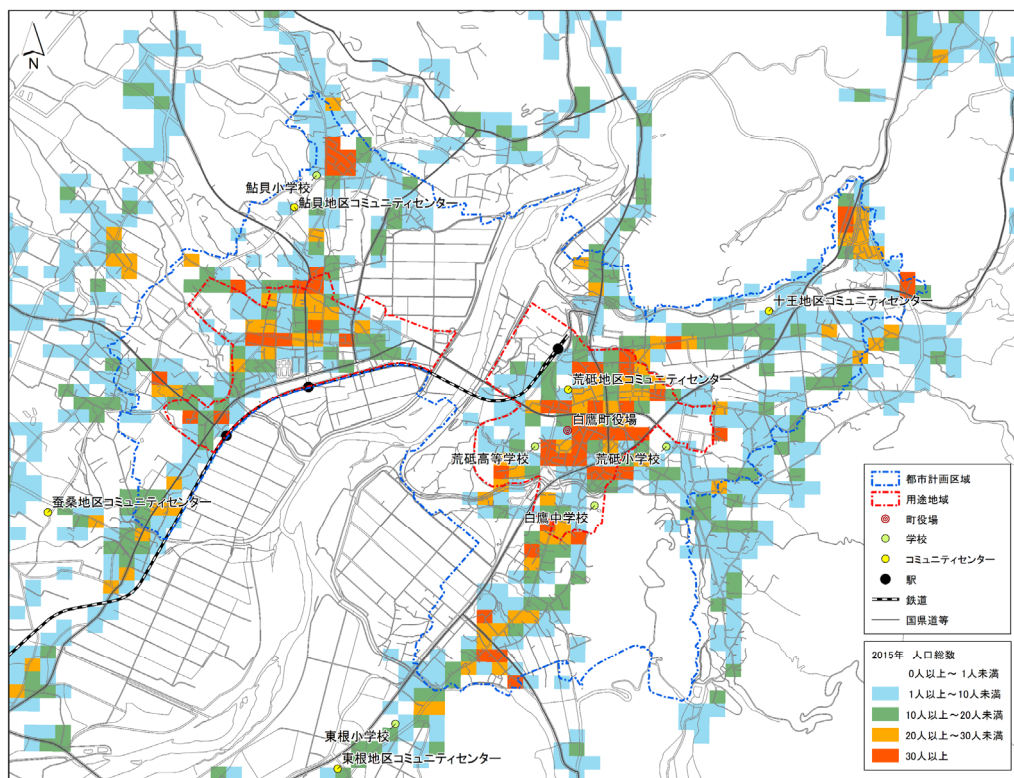 N
鮎貝小学校
鮎貝地区コミュニティセンター
十王地区コミュニティセンター
荒砥地区コミュニティセンター
白鷹町役場
荒砥高等学校
荒砥小学校
蚕桑地区コミュニティセンター
白鷹中学校
東根小学校
東根地区コミュニティセンター
都市計画区域
用途地域
町役場
学校
コミュニティセンター
駅
鉄道
国県道等
2015年 人口総数
0人以上～ 1人未満
1人以上～10人未満
10人以上～20人未満
20人以上～30人未満
30人以上